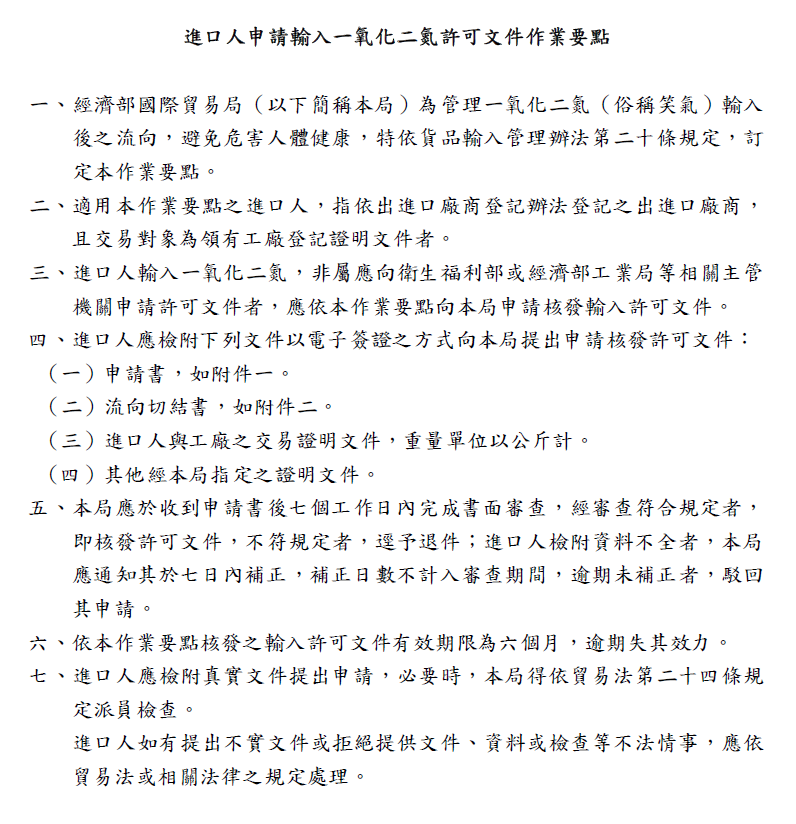 進口人申請輸入一氧化二氮許可文件作業要點
一、經濟部國際貿易局（以下簡稱本局）為管理一氧化二氮（俗稱笑氣）輸入
後之流向，避免危害人體健康，特依貨品輸入管理辦法第二十條規定，訂
定本作業要點。
二、適用本作業要點之進口人，指依出進口廠商登記辦法登記之出進口廠商，
且交易對象為領有工廠登記證明文件者。
三、進口人輸入一氧化二氮，非屬應向衛生福利部或經濟部工業局等相關主管
機關申請許可文件者，應依本作業要點向本局申請核發輸入許可文件。
四、進口人應檢附下列文件以電子簽證之方式向本局提出申請核發許可文件：
（一）申請書，如附件一。
（二）流向切結書，如附件二。
（三）進口人與工廠之交易證明文件，重量單位以公斤計。
（四）其他經本局指定之證明文件。
五、本局應於收到申請書後七個工作日內完成書面審查，經審查符合規定者，
即核發許可文件，不符規定者，逕予退件；進口人檢附資料不全者，本局
應通知其於七日內補正，補正日數不計入審查期間，逾期未補正者，駁回
其申請。
六、依本作業要點核發之輸入許可文件有效期限為六個月，逾期失其效力。
七、進口人應檢附真實文件提出申請，必要時，本局得依貿易法第二十四條規
定派員檢查。
進口人如有提出不實文件或拒絕提供文件、資料或檢查等不法情事，應依
貿易法或相關法律之規定處理。